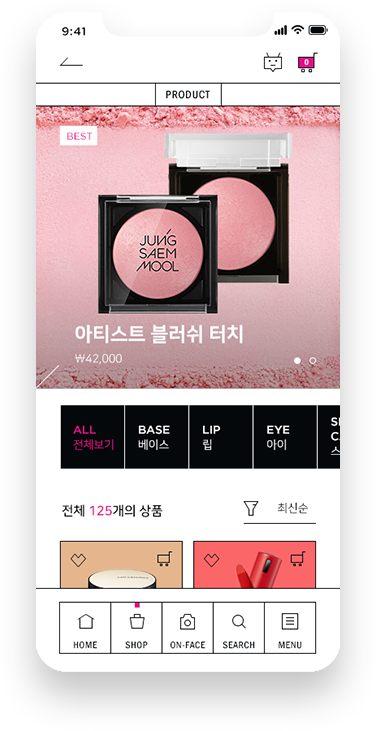 9:41
0
PRODUCT
BEST
JUNG
SAEM
MOOL
아티스트 블러쉬 터치
₩42,000
ALL
전체보기
BASE
베이스
LIP
립
EYE
아이
전체 125개의 상품
최신순
HOME
SHOP
ON-FACE
SEARCH
MENU